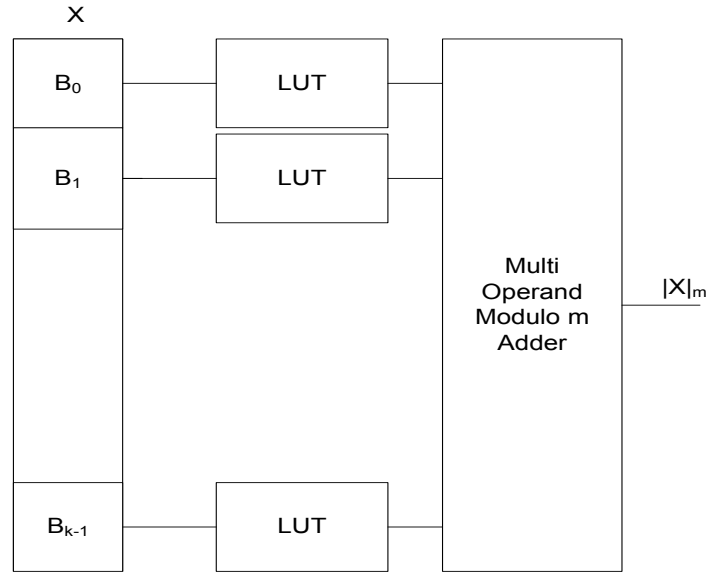 X
B₀
LUT
B₁
LUT
Multi
Operand
Modulo m
Adder
|X|ₘ
Bₖ₋₁
LUT